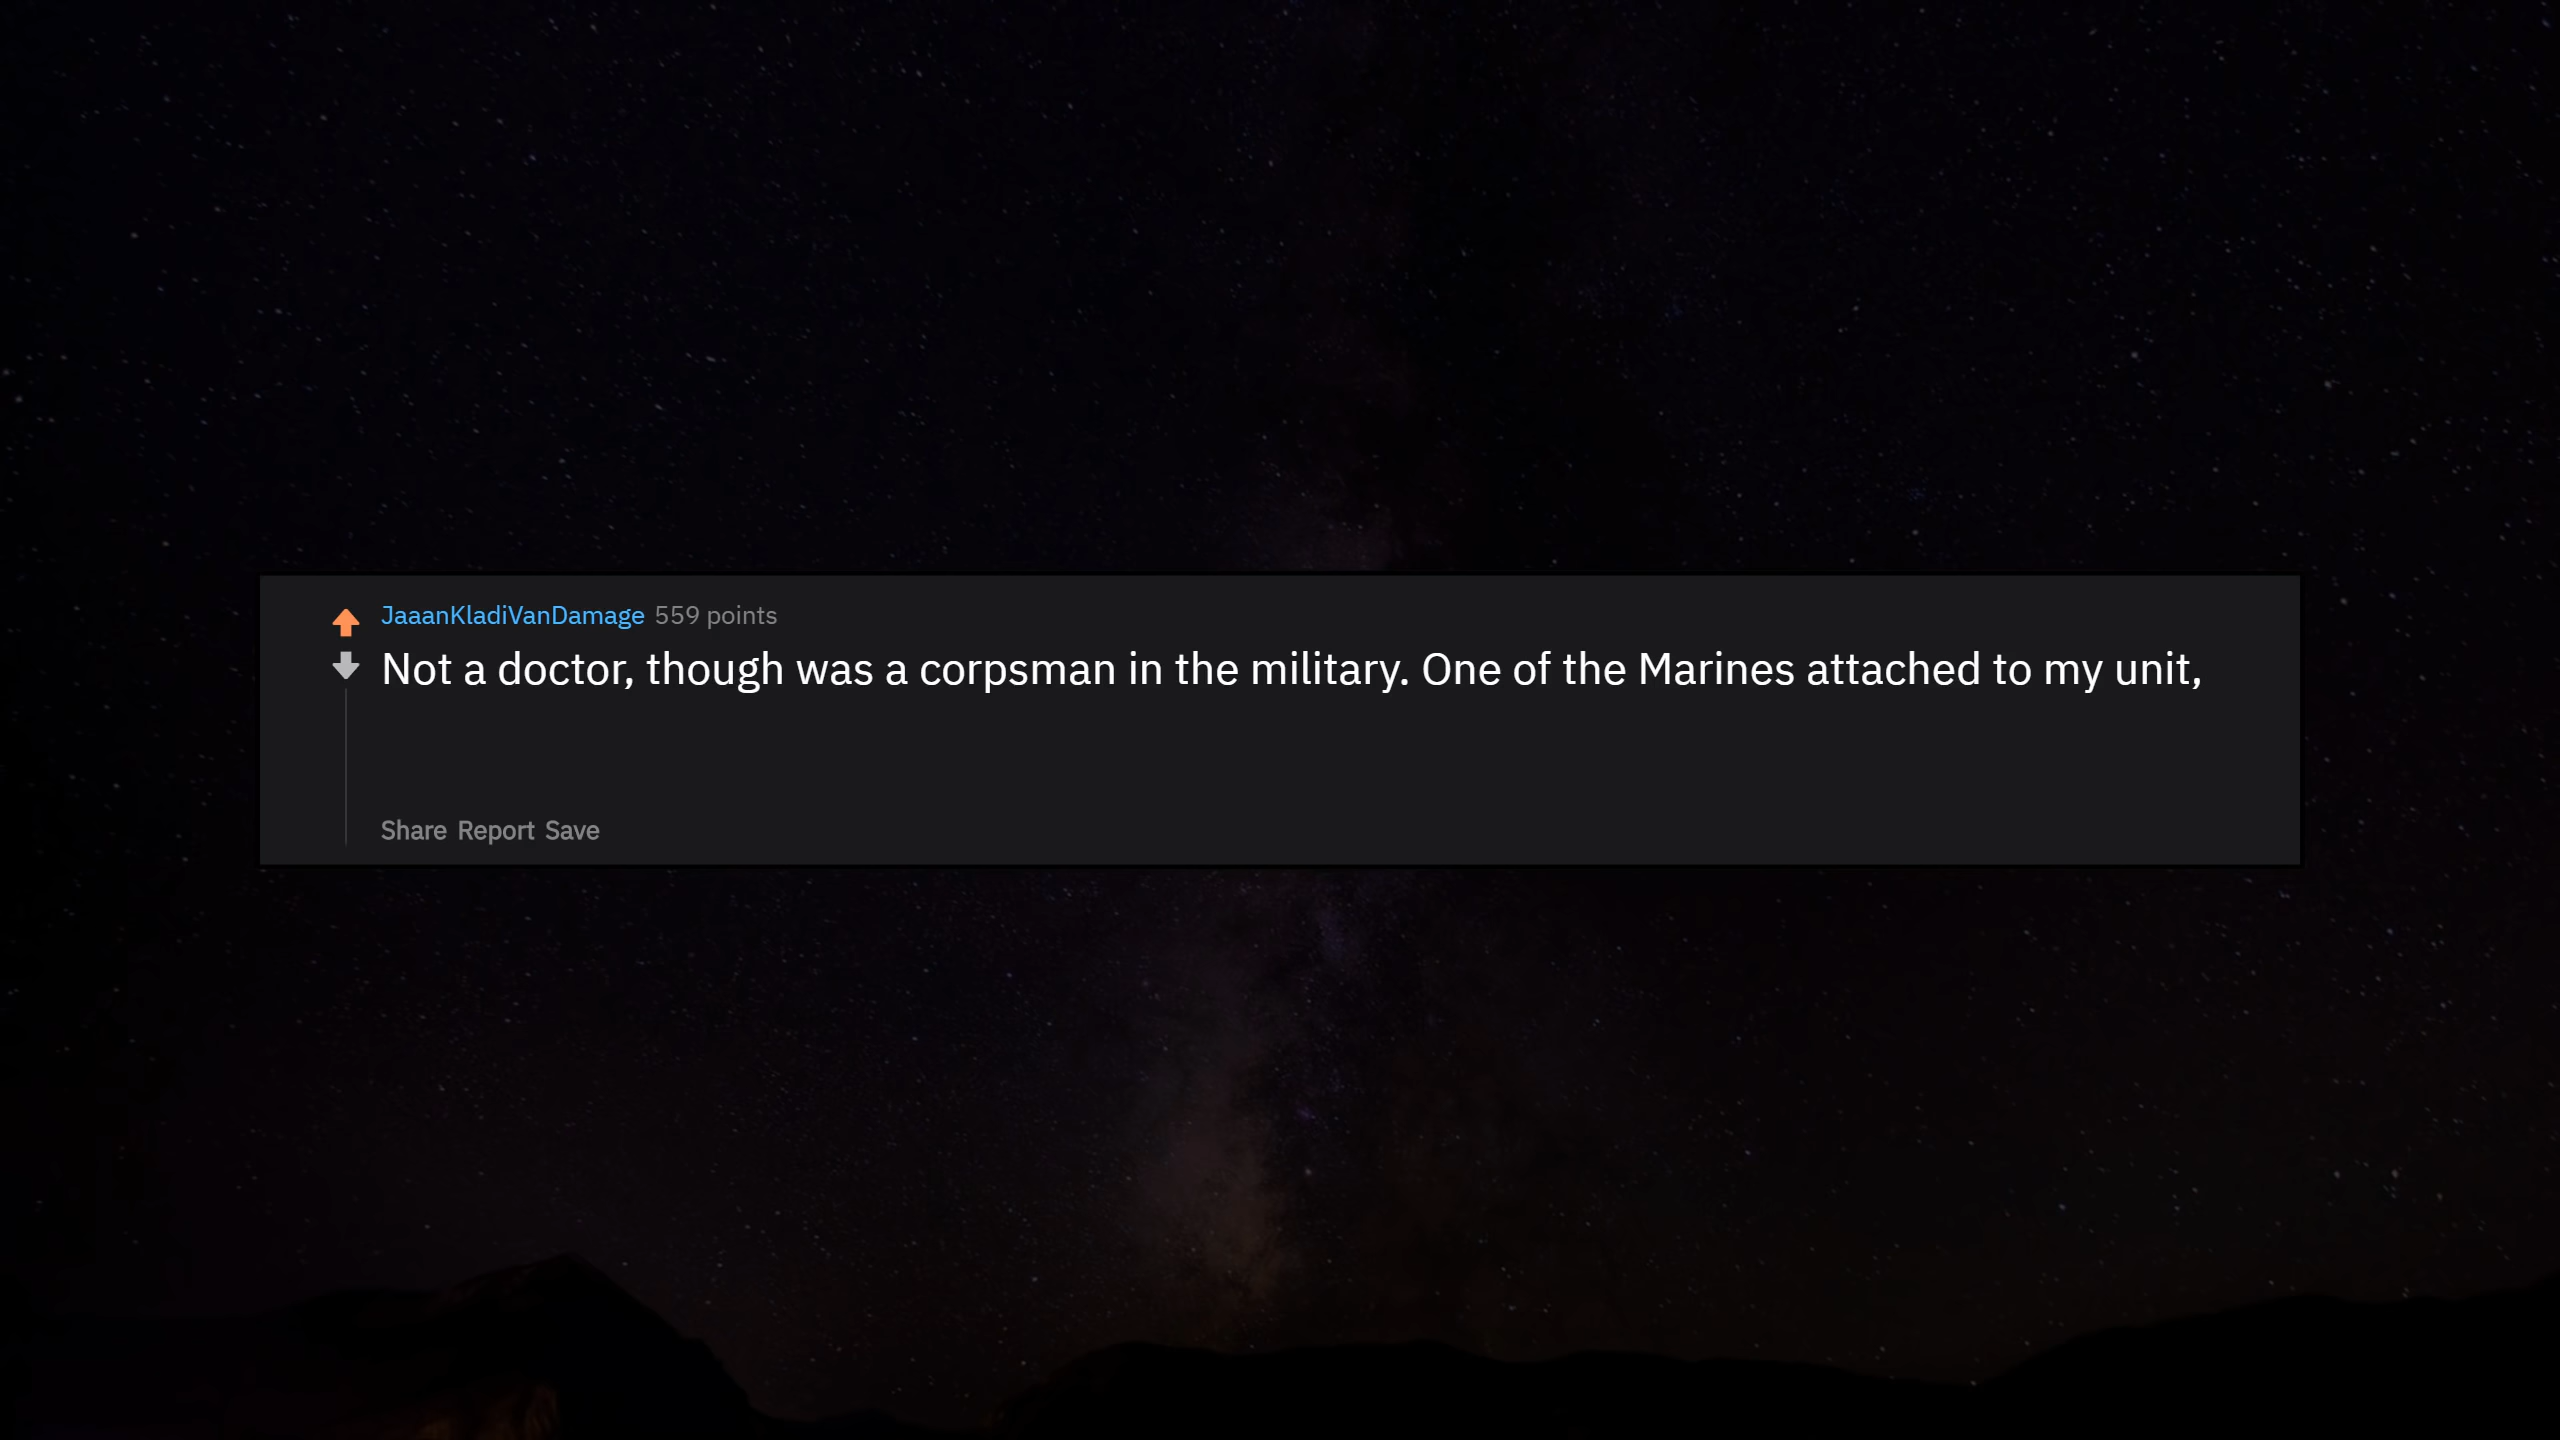 JaaanKladiVanDamage 559 points
Not a doctor, though was a corpsman in the military. One of the Marines attached to my unit,
Share Report Save